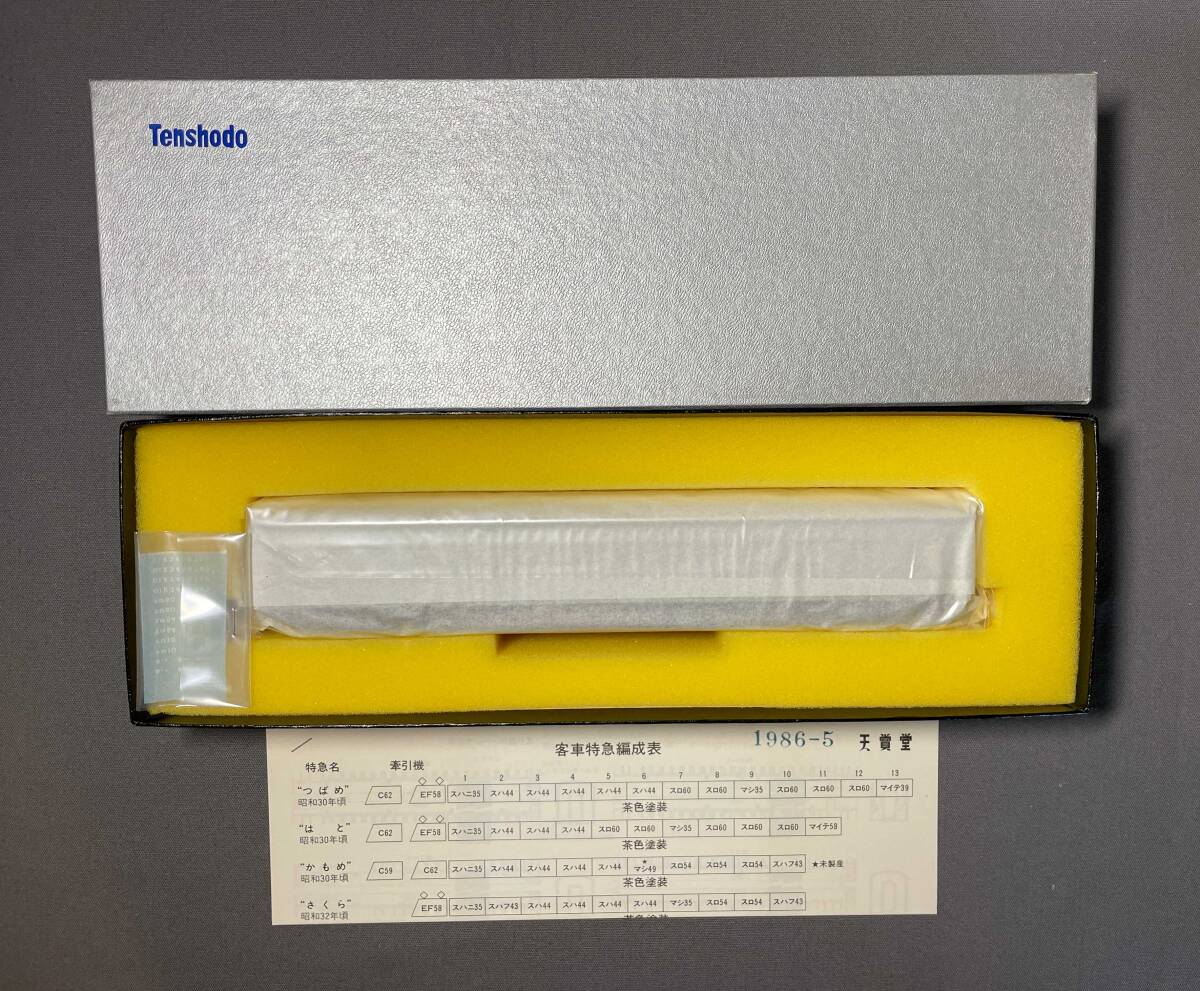 Tenshodo
客車特急編成表 1986-5 天賞堂
特急名 牽引機 1 2 3 4 5 6 7 8 9 10 11 12 13
"つばめ" 昭和30年頃 C62 EF58 スハニ35 スハ44 スハ44 スハ44 スハ44 スハ44 スロ60 スロ60 マシ35 スロ60 スロ60 スロ60 マイテ39
茶色塗装
"はと" 昭和30年頃 C62 EF58 スハニ35 スハ44 スハ44 スハ44 スロ60 スロ60 マシ35 スロ60 スロ60 スロ60 マイテ58
茶色塗装
"かもめ" 昭和30年頃 C59 C62 スハニ35 スハ44 スハ44 スハ44 スハ44 ★マシ49 スロ54 スロ54 スロ54 スハフ43 ★未製産
茶色塗装
"さくら" 昭和32年頃 EF58 スハニ35 スハフ43 スハ44 スハ44 スハ44 スハ44 マシ35 スロ54 スロ54 スハフ43
茶色塗装